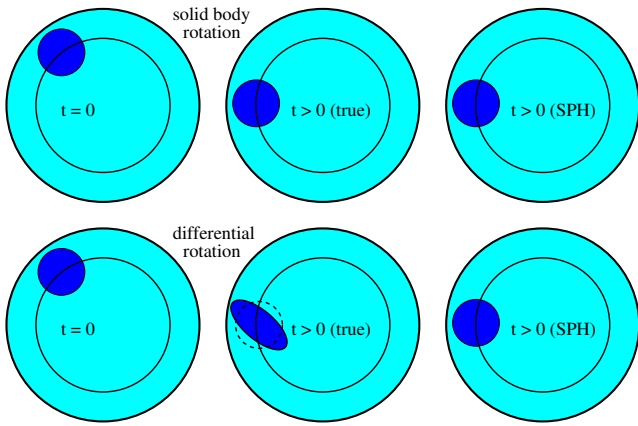 solid body
rotation
t = 0
t > 0 (true)
t > 0 (SPH)
differential
rotation
t = 0
t > 0 (true)
t > 0 (SPH)